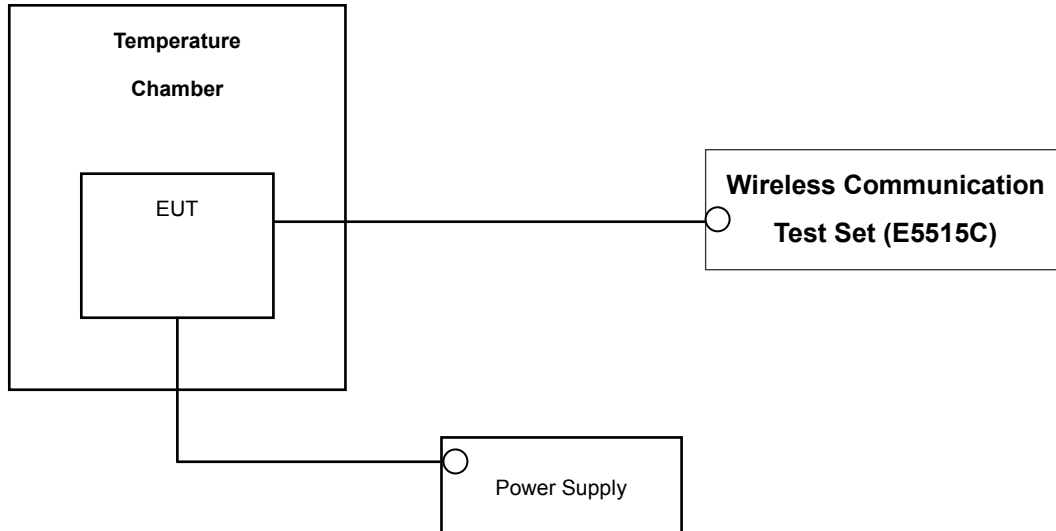 Temperature
Chamber
EUT
Wireless Communication
Test Set (E5515C)
Power Supply